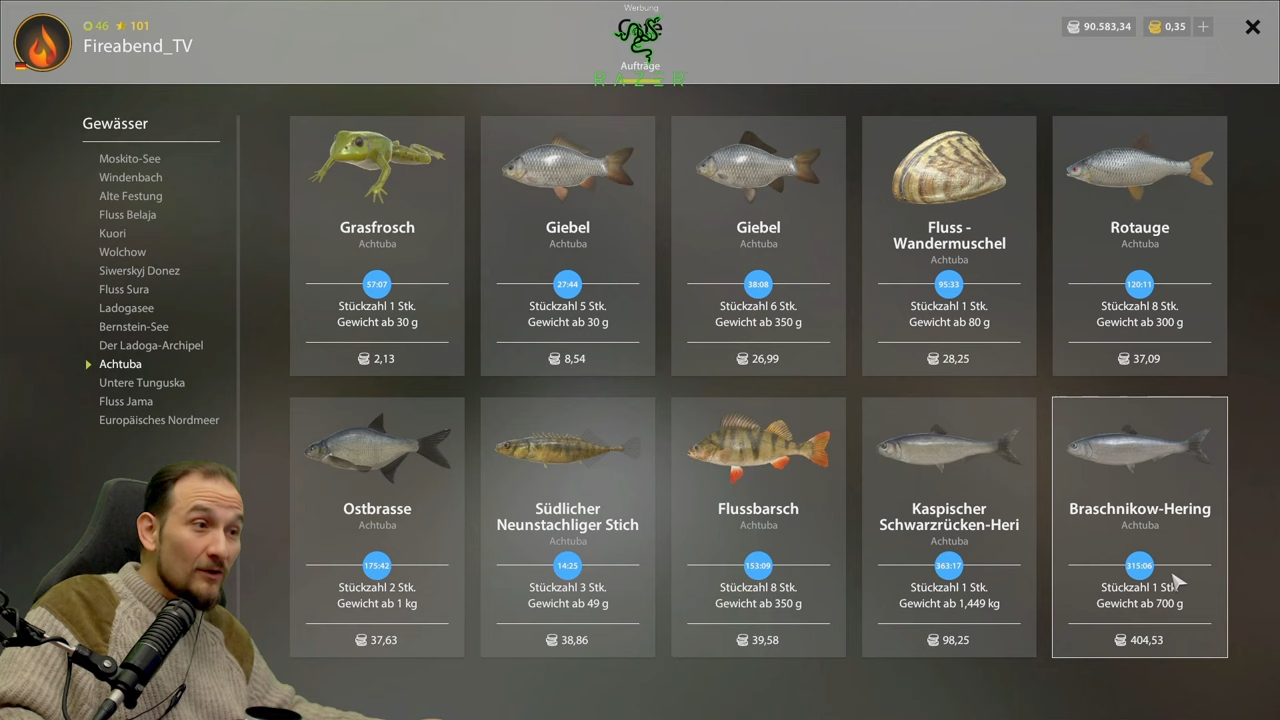 46 101
Fireabend_TV
Werbung
Aufträge
RAZER
90.583,34
0,35
Gewässer
Moskito-See
Windenbach
Alte Festung
Fluss Belaja
Kuori
Wolchow
Siwerskyj Donez
Fluss Sura
Ladogasee
Bernstein-See
Der Ladoga-Archipel
Achtuba
Untere Tunguska
Fluss Jama
Europäisches Nordmeer
Grasfrosch
Achtuba
57:07
Stückzahl 1 Stk.
Gewicht ab 30 g
2,13
Giebel
Achtuba
27:44
Stückzahl 5 Stk.
Gewicht ab 30 g
8,54
Giebel
Achtuba
38:08
Stückzahl 6 Stk.
Gewicht ab 350 g
26,99
Fluss -
Wandermuschel
Achtuba
95:33
Stückzahl 1 Stk.
Gewicht ab 80 g
28,25
Rotauge
Achtuba
120:11
Stückzahl 8 Stk.
Gewicht ab 300 g
37,09
Ostbrasse
Achtuba
175:42
Stückzahl 2 Stk.
Gewicht ab 1 kg
37,63
Südlicher
Neunstachliger Stich
Achtuba
14:25
Stückzahl 3 Stk.
Gewicht ab 49 g
38,86
Flussbarsch
Achtuba
153:09
Stückzahl 8 Stk.
Gewicht ab 350 g
39,58
Kaspischer
Schwarzrücken-Heri
Achtuba
363:17
Stückzahl 1 Stk.
Gewicht ab 1,449 kg
98,25
Braschnikow-Hering
Achtuba
315:06
Stückzahl 1 Stk.
Gewicht ab 700 g
404,53